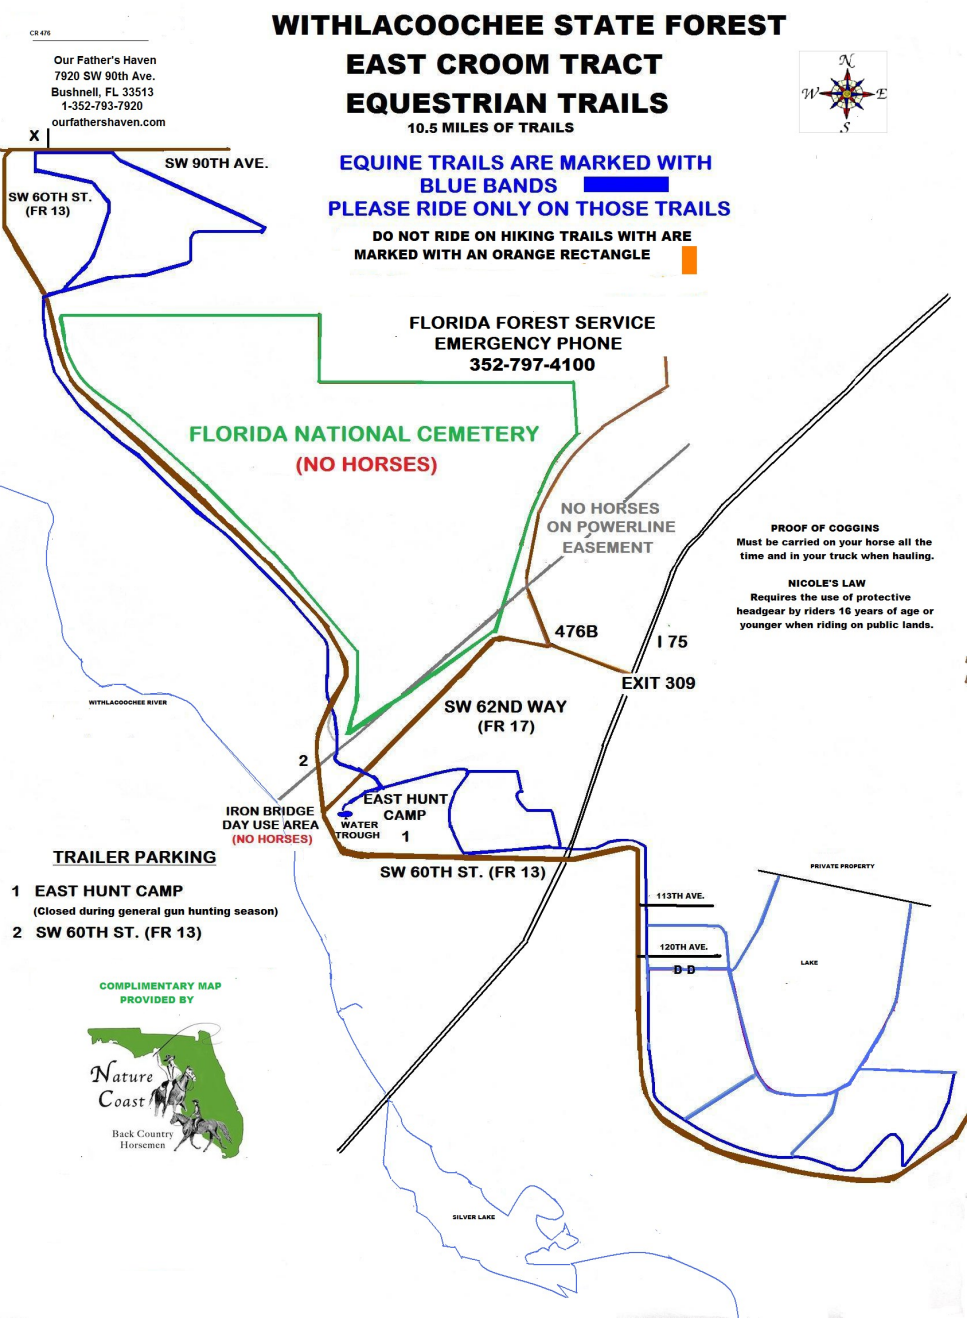 WITHLACOOCHEE STATE FOREST
EAST CROOM TRACT
EQUESTRIAN TRAILS
10.5 MILES OF TRAILS
CR 476
Our Father's Haven
7920 SW 90th Ave.
Bushnell, FL 33513
1-352-793-7920
ourfathershaven.com
X
N
W
E
S
SW 90TH AVE.
SW 6OTH ST.
(FR 13)
EQUINE TRAILS ARE MARKED WITH
BLUE BANDS
PLEASE RIDE ONLY ON THOSE TRAILS
DO NOT RIDE ON HIKING TRAILS WITH ARE
MARKED WITH AN ORANGE RECTANGLE
FLORIDA FOREST SERVICE
EMERGENCY PHONE
352-797-4100
FLORIDA NATIONAL CEMETERY
(NO HORSES)
NO HORSES
ON POWERLINE
EASEMENT
PROOF OF COGGINS
Must be carried on your horse all the
time and in your truck when hauling.
NICOLE'S LAW
Requires the use of protective
headgear by riders 16 years of age or
younger when riding on public lands.
476B
I 75
EXIT 309
WITHLACOOCHEE RIVER
SW 62ND WAY
(FR 17)
2
IRON BRIDGE
DAY USE AREA
(NO HORSES)
EAST HUNT
CAMP
1
WATER
TROUGH
SW 60TH ST. (FR 13)
TRAILER PARKING
1 EAST HUNT CAMP
(Closed during general gun hunting season)
2 SW 60TH ST. (FR 13)
PRIVATE PROPERTY
113TH AVE.
120TH AVE.
D D
LAKE
COMPLIMENTARY MAP
PROVIDED BY
Nature
Coast
Back Country
Horsemen
SILVER LAKE